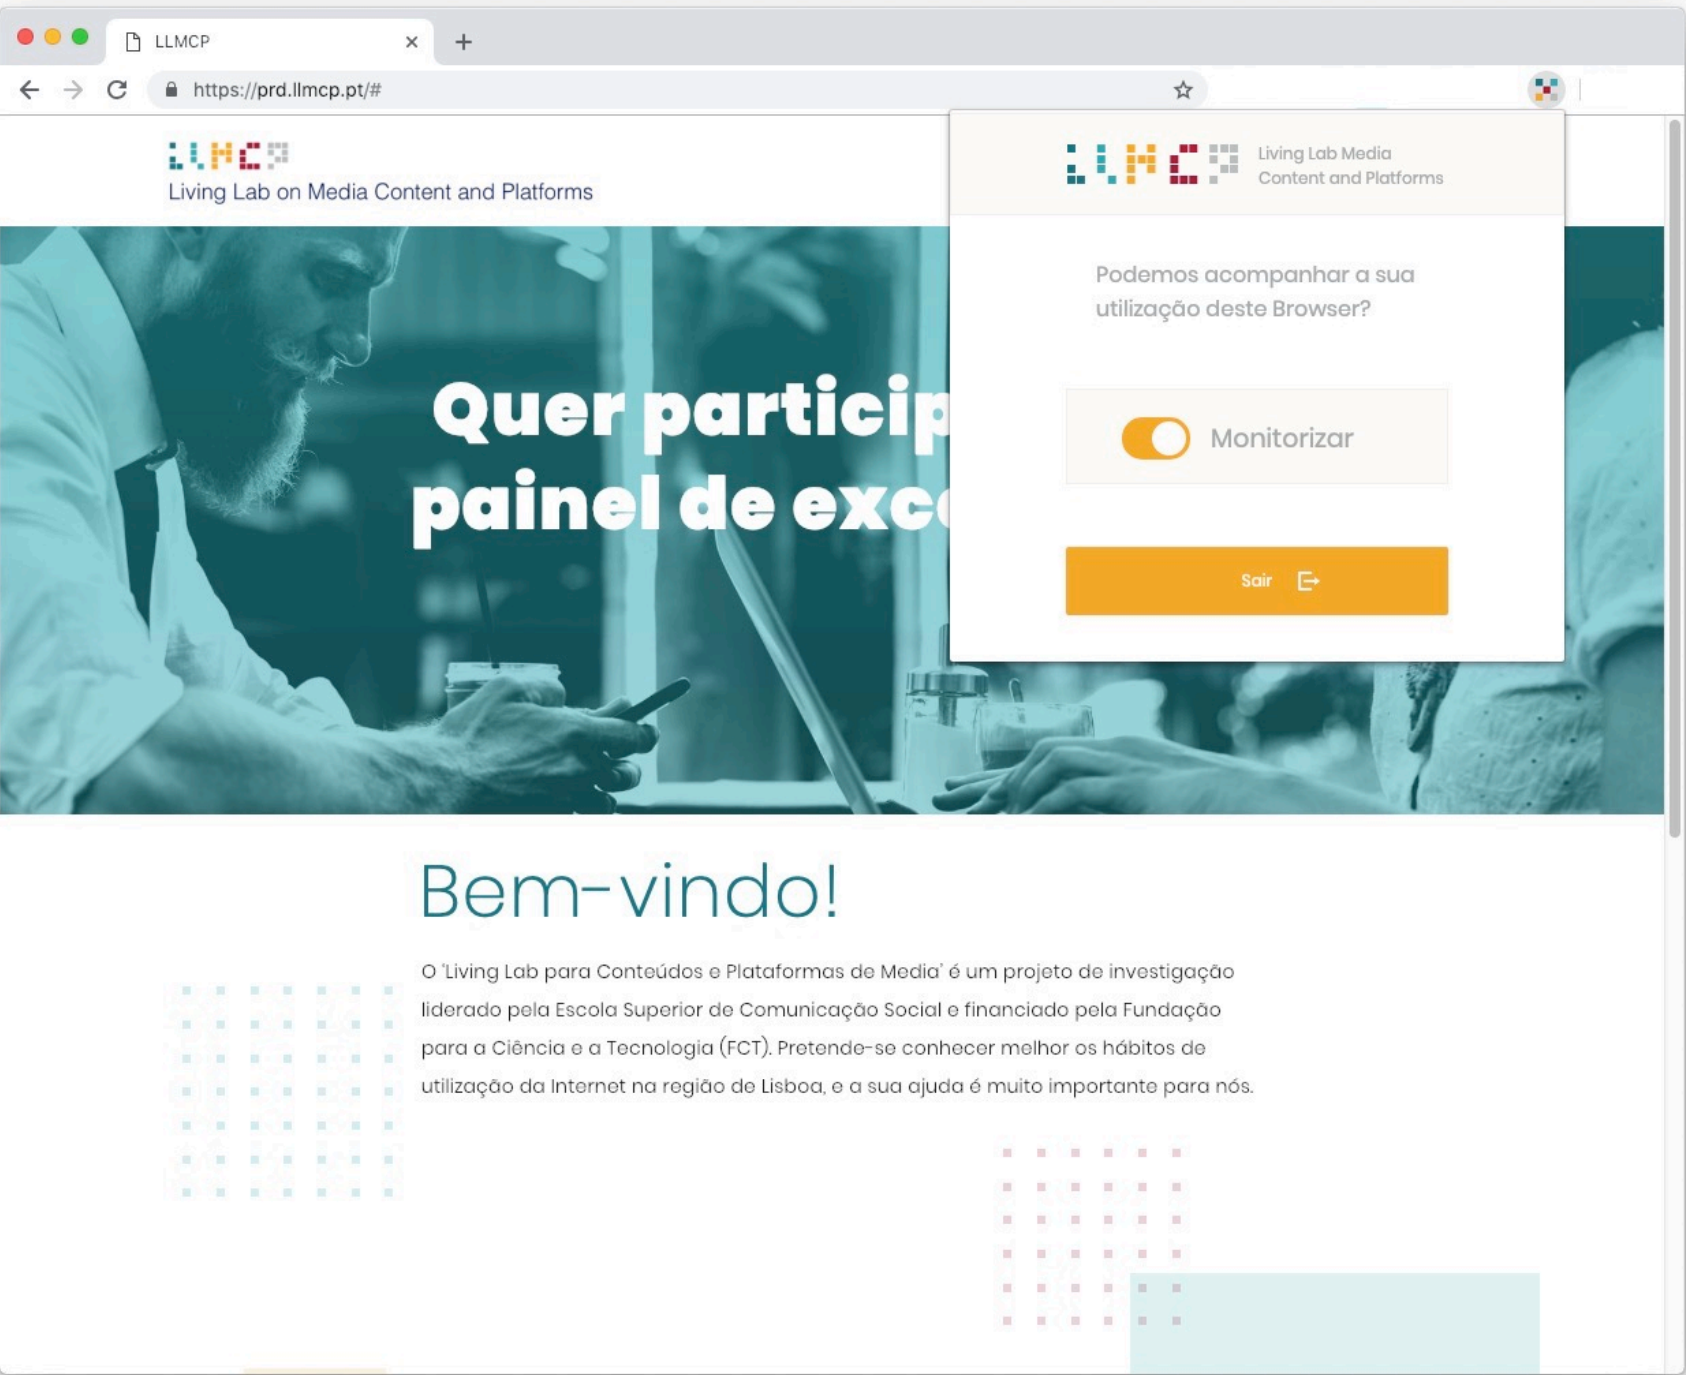 LLMCP
https://prd.llmcp.pt/#
LLMCP
Living Lab on Media Content and Platforms
LLMCP
Living Lab Media
Content and Platforms
Podemos acompanhar a sua
utilização deste Browser?
Monitorizar
Sair
Quer particip
painel de exc
Bem-vindo!
O ‘Living Lab para Conteúdos e Plataformas de Media’ é um projeto de investigação
liderado pela Escola Superior de Comunicação Social e financiado pela Fundação
para a Ciência e a Tecnologia (FCT). Pretende-se conhecer melhor os hábitos de
utilização da Internet na região de Lisboa, e a sua ajuda é muito importante para nós.